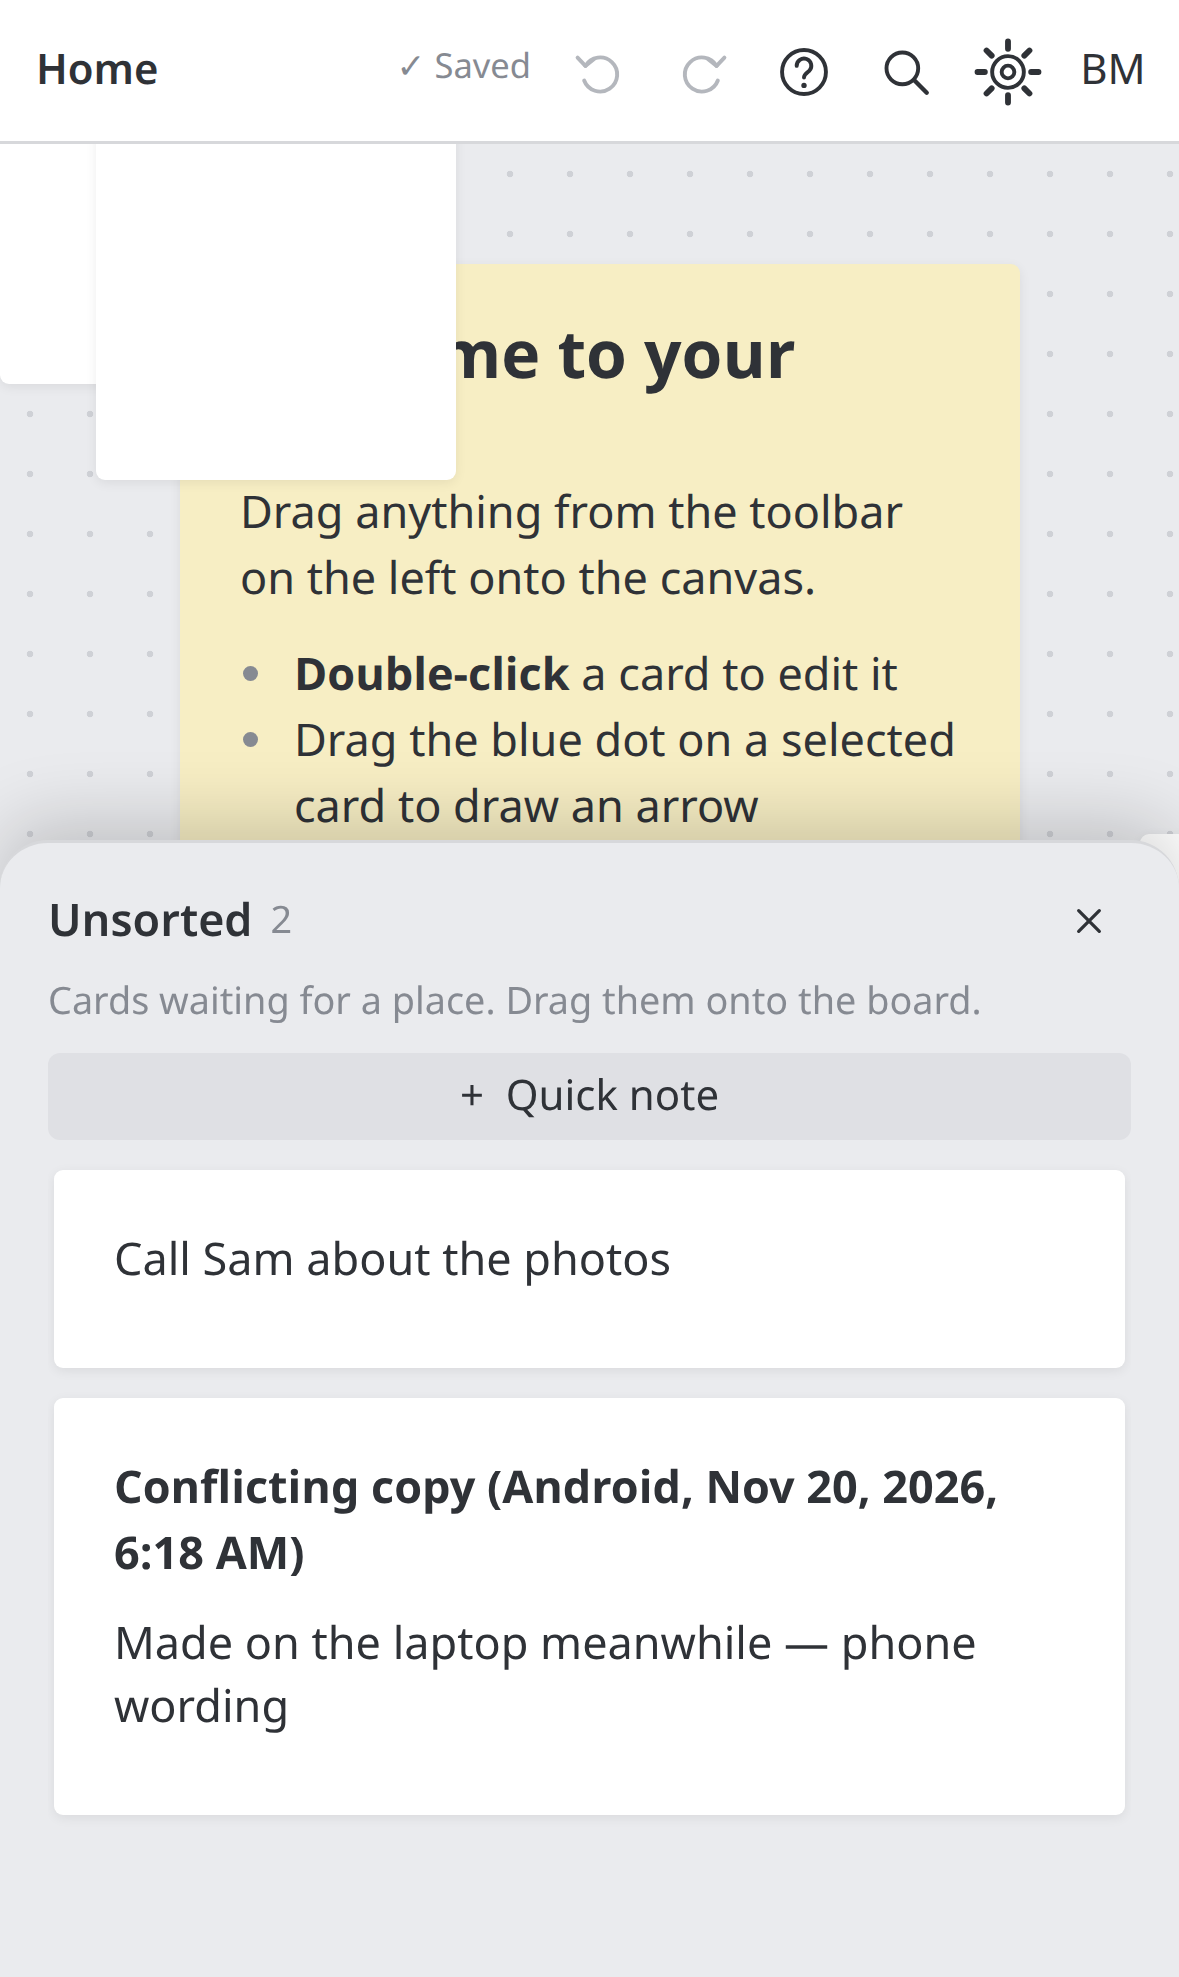 Home
✓ Saved
BM
me to your
Drag anything from the toolbar
on the left onto the canvas.
• Double-click a card to edit it
• Drag the blue dot on a selected
card to draw an arrow
Unsorted 2
Cards waiting for a place. Drag them onto the board.
+ Quick note
Call Sam about the photos
Conflicting copy (Android, Nov 20, 2026,
6:18 AM)
Made on the laptop meanwhile — phone
wording